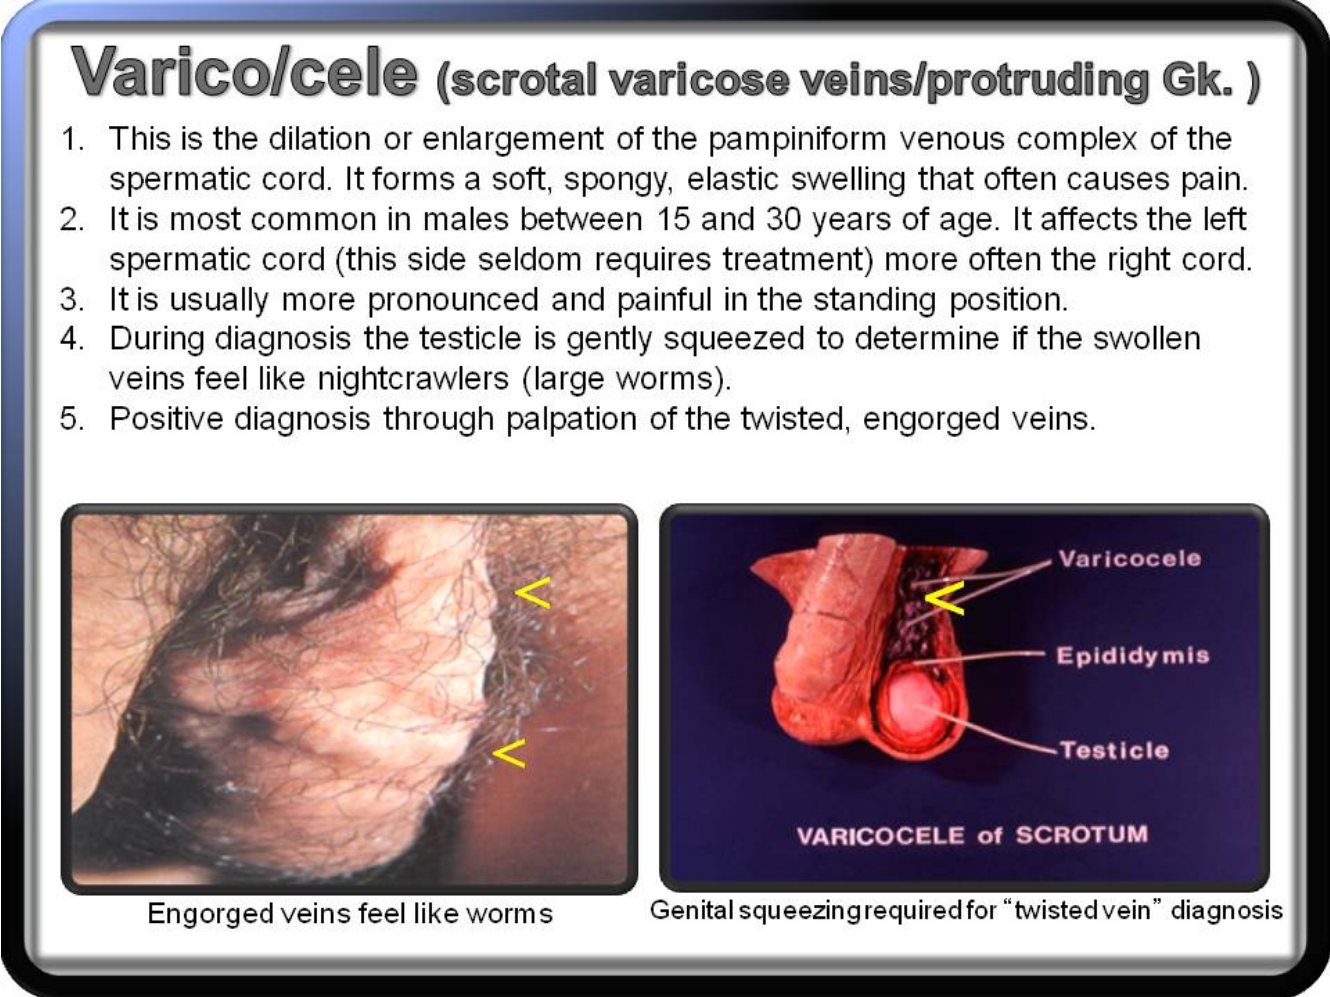 Varico/cele (scrotal varicose veins/protruding Gk. )
1. This is the dilation or enlargement of the pampiniform venous complex of the
spermatic cord. It forms a soft, spongy, elastic swelling that often causes pain.
2. It is most common in males between 15 and 30 years of age. It affects the left
spermatic cord (this side seldom requires treatment) more often the right cord.
3. It is usually more pronounced and painful in the standing position.
4. During diagnosis the testicle is gently squeezed to determine if the swollen
veins feel like nightcrawlers (large worms).
5. Positive diagnosis through palpation of the twisted, engorged veins.
<
<
Engorged veins feel like worms
Varicocele
<
Epididymis
Testicle
VARICOCELE of SCROTUM
Genital squeezing required for “twisted vein” diagnosis